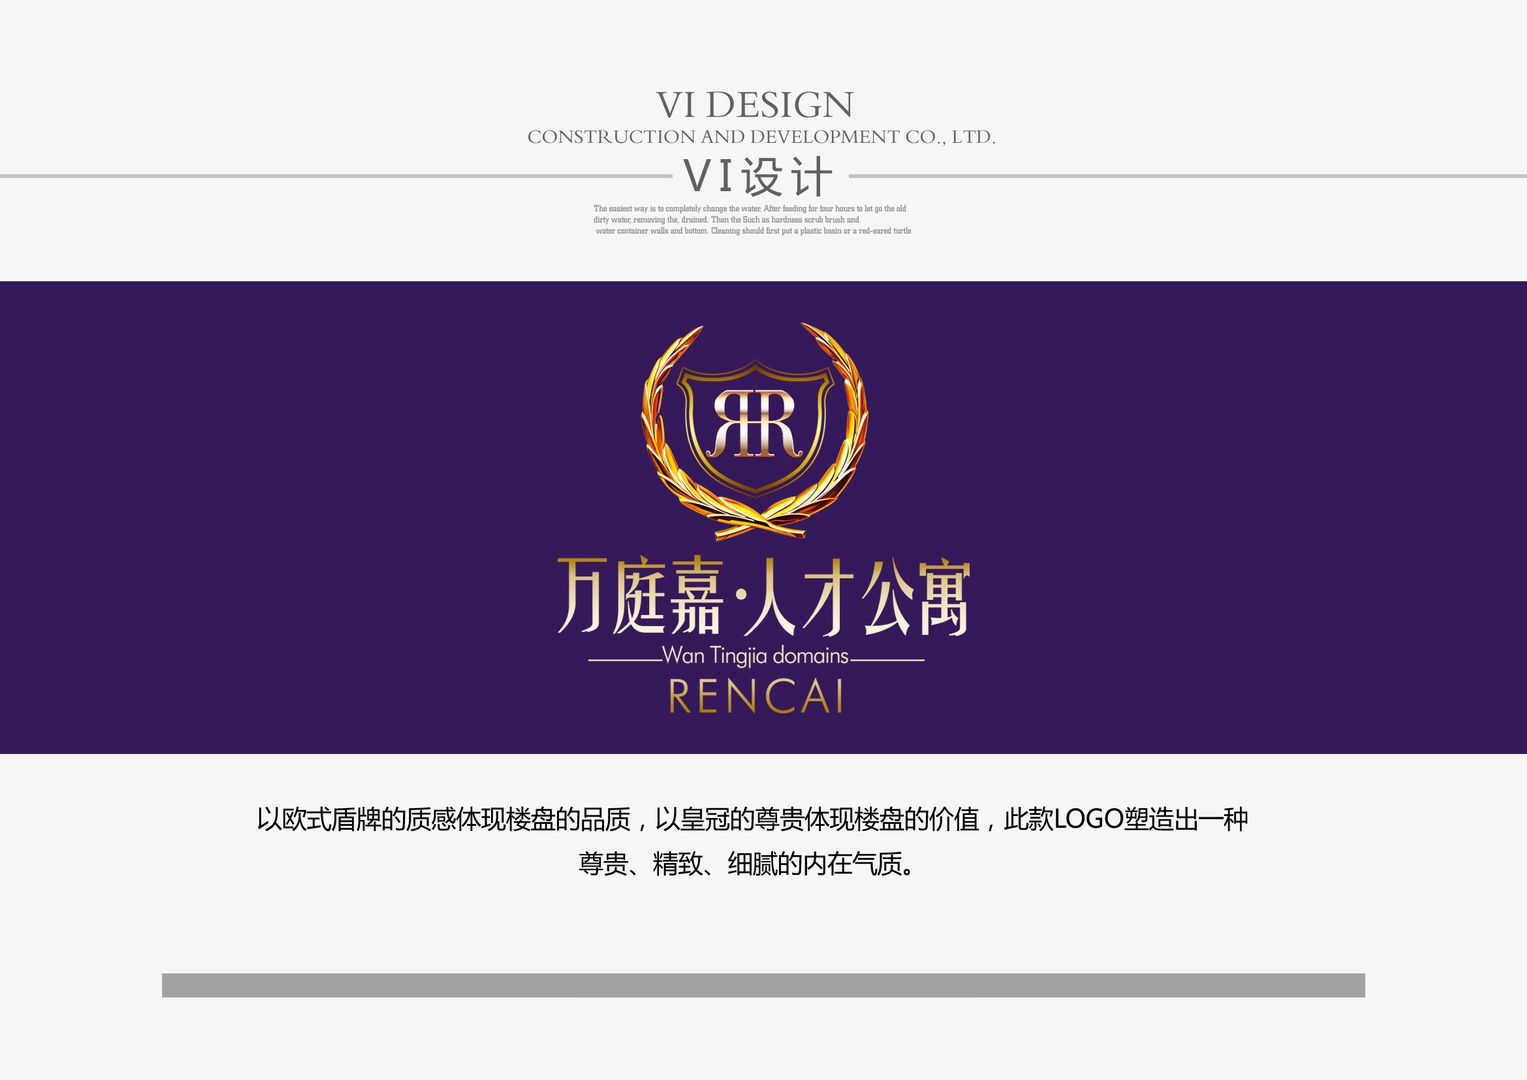 VI DESIGN
CONSTRUCTION AND DEVELOPMENT CO., LTD.
VI设计
The easiest way is to completely change the water. After feeding for four hours to let go the old
dirty water, removing the, drained. Then the Such as hardness scrub brush and
water container walls and bottom. Cleaning should first put a plastic basin or a red-eared turtle
RR
万庭嘉·人才公寓
Wan Tingjia domains
RENCAI
以欧式盾牌的质感体现楼盘的品质，以皇冠的尊贵体现楼盘的价值，此款LOGO塑造出一种
尊贵、精致、细腻的内在气质。